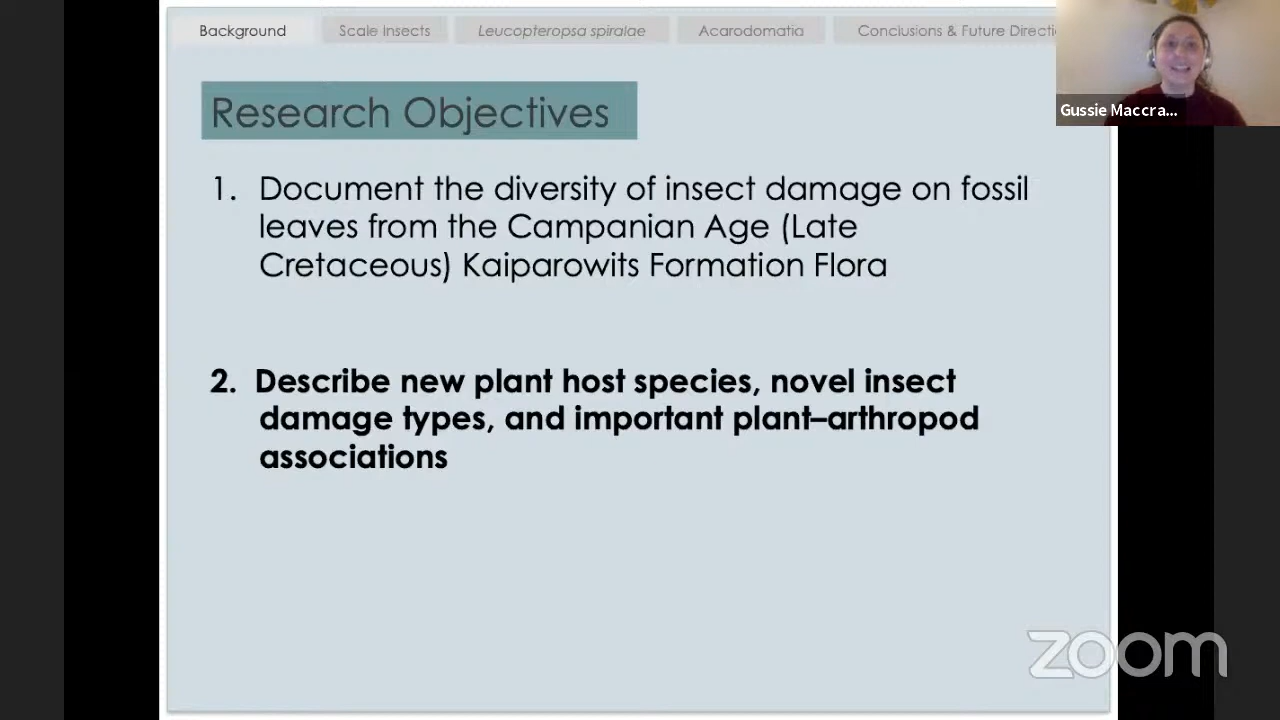 Background
Scale Insects
Leucopteropsa spiralae
Acarodomatia
Conclusions & Future Directi
Gussie Maccra...
Research Objectives
1. Document the diversity of insect damage on fossil
leaves from the Campanian Age (Late
Cretaceous) Kaiparowits Formation Flora
2. Describe new plant host species, novel insect
damage types, and important plant–arthropod
associations
zoom